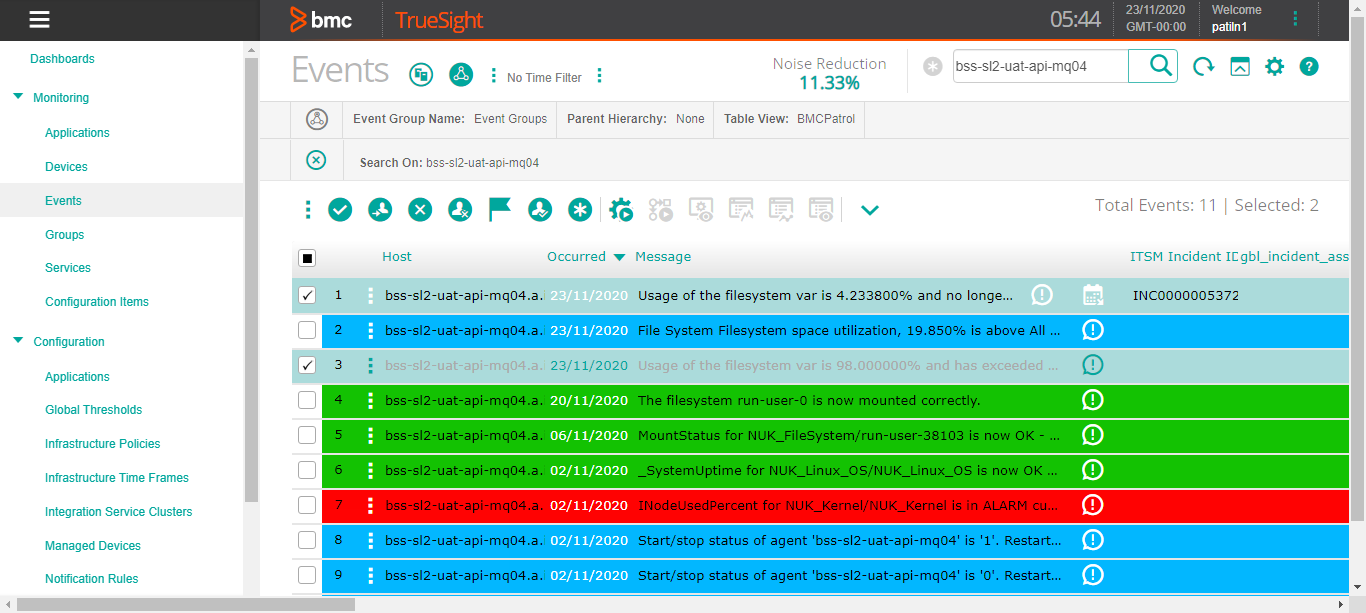 bmc TrueSight
05:44
23/11/2020
GMT-00:00
Welcome
patiln1
Dashboards
Monitoring
Applications
Devices
Events
Groups
Services
Configuration Items
Configuration
Applications
Global Thresholds
Infrastructure Policies
Infrastructure Time Frames
Integration Service Clusters
Managed Devices
Notification Rules
Events
No Time Filter
Noise Reduction
11.33%
bss-sl2-uat-api-mq04
Event Group Name: Event Groups Parent Hierarchy: None Table View: BMCPatrol
Search On: bss-sl2-uat-api-mq04
Total Events: 11 | Selected: 2
Host Occurred Message ITSM Incident ID gbl_incident_ass
1 bss-sl2-uat-api-mq04.a. 23/11/2020 Usage of the filesystem var is 4.233800% and no longe... INC0000005372
2 bss-sl2-uat-api-mq04.a. 23/11/2020 File System Filesystem space utilization, 19.850% is above All ...
3 bss-sl2-uat-api-mq04.a. 23/11/2020 Usage of the filesystem var is 98.000000% and has exceeded ...
4 bss-sl2-uat-api-mq04.a. 20/11/2020 The filesystem run-user-0 is now mounted correctly.
5 bss-sl2-uat-api-mq04.a. 06/11/2020 MountStatus for NUK_FileSystem/run-user-38103 is now OK - ...
6 bss-sl2-uat-api-mq04.a. 02/11/2020 _SystemUptime for NUK_Linux_OS/NUK_Linux_OS is now OK ...
7 bss-sl2-uat-api-mq04.a. 02/11/2020 INodeUsedPercent for NUK_Kernel/NUK_Kernel is in ALARM cu...
8 bss-sl2-uat-api-mq04.a. 02/11/2020 Start/stop status of agent 'bss-sl2-uat-api-mq04' is '1'. Restart...
9 bss-sl2-uat-api-mq04.a. 02/11/2020 Start/stop status of agent 'bss-sl2-uat-api-mq04' is '0'. Restart...